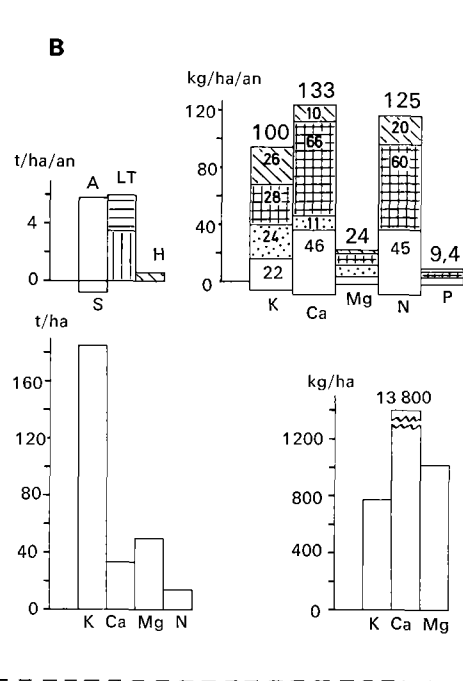 B
kg/ha/an
133
125
120
10
20
100
66
t/ha/an
26
60
80
A
LT
28
4
40
24
11
24
46
45
H
9,4
22
0
0
S
K
Ca
Mg
N
P
t/ha
kg/ha
160
13 800
120
1200
80
800
40
400
0
0
K Ca Mg N
K Ca Mg